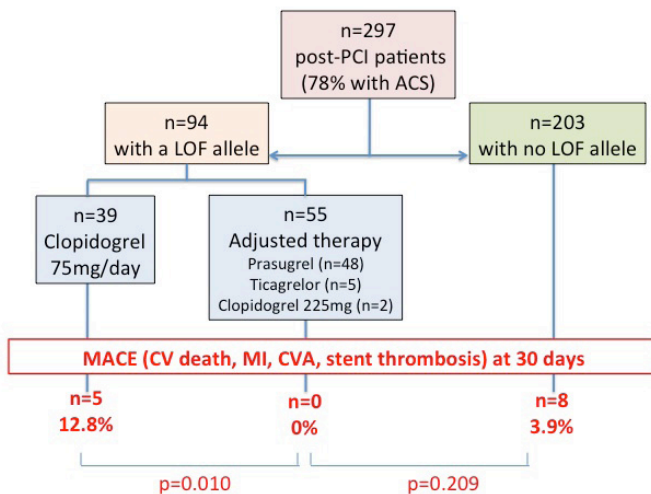 n=297
post-PCI patients
(78% with ACS)
n=94
with a LOF allele
n=203
with no LOF allele
n=39
Clopidogrel
75mg/day
n=55
Adjusted therapy
Prasugrel (n=48)
Ticagrelor (n=5)
Clopidogrel 225mg (n=2)
MACE (CV death, MI, CVA, stent thrombosis) at 30 days
n=5
12.8%
n=0
0%
n=8
3.9%
p=0.010
p=0.209